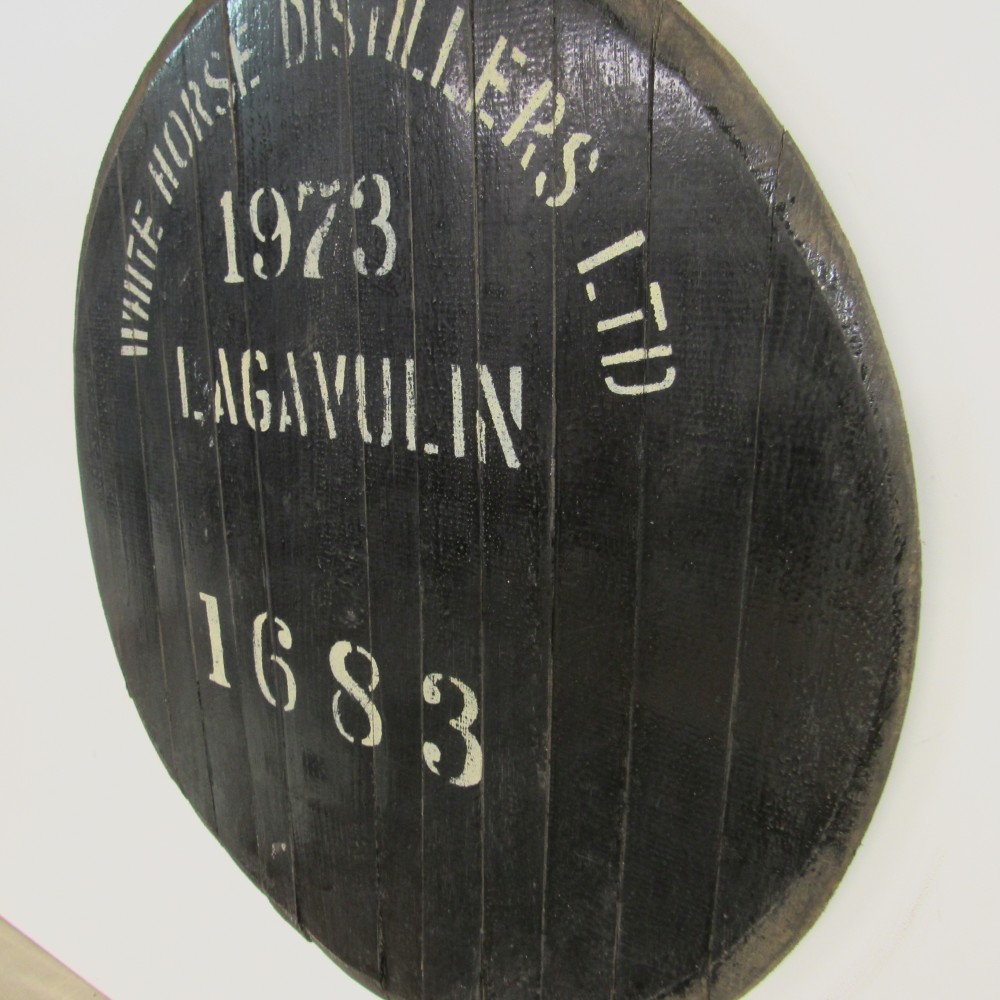 WHITE HORSE DISTILLERS LTD
1973
LAGAVULIN
1683